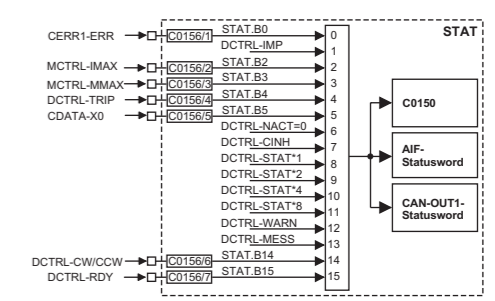 STAT
CERR1-ERR C0156/1 STAT.B0 0
DCTRL-IMP 1
MCTRL-IMAX C0156/2 STAT.B2 2
MCTRL-MMAX C0156/3 STAT.B3 3
DCTRL-TRIP C0156/4 STAT.B4 4
CDATA-X0 C0156/5 STAT.B5 5
DCTRL-NACT=0 6
DCTRL-CINH 7
DCTRL-STAT*1 8
DCTRL-STAT*2 9
DCTRL-STAT*4 10
DCTRL-STAT*8 11
DCTRL-WARN 12
DCTRL-MESS 13
DCTRL-CW/CCW C0156/6 STAT.B14 14
DCTRL-RDY C0156/7 STAT.B15 15
C0150
AIF-
Statusword
CAN-OUT1-
Statusword